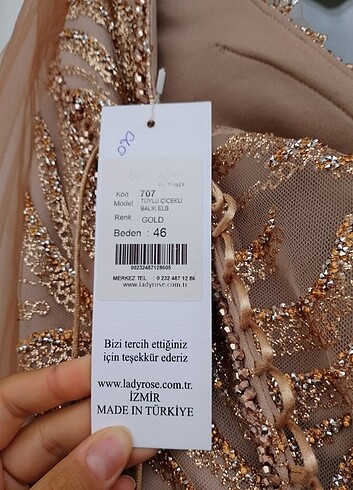 Kod : 707
Model : TÜYLÜ ÇİÇEKLİ
BALIK ELB
Renk : GOLD
Beden : 46
00232487128605
MERKEZ TEL : 0 232 487 12 86
www.ladyrose.com.tr
Bizi tercih ettiğiniz
için teşekkür ederiz
www.ladyrose.com.tr.
İZMİR
MADE IN TÜRKİYE